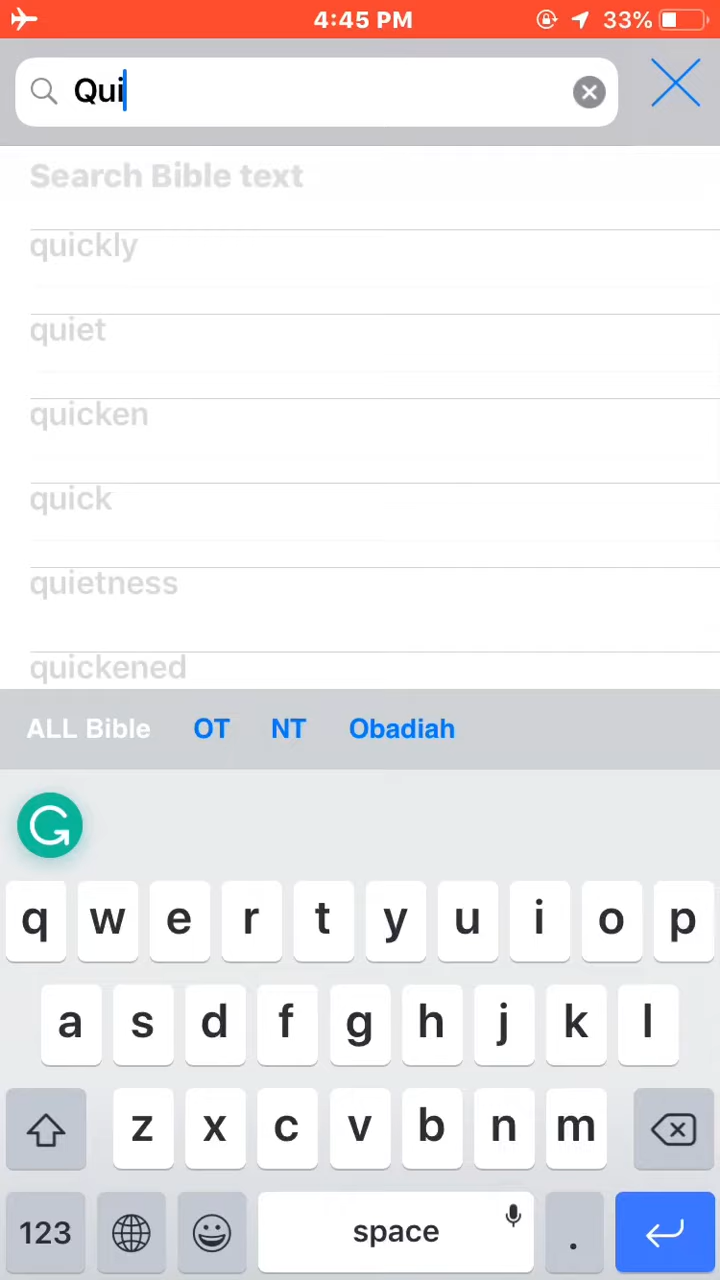 4:45 PM
33%
Qui
Search Bible text
quickly
quiet
quicken
quick
quietness
quickened
ALL Bible OT NT Obadiah
q w e r t y u i o p
a s d f g h j k l
z x c v b n m
123 space .